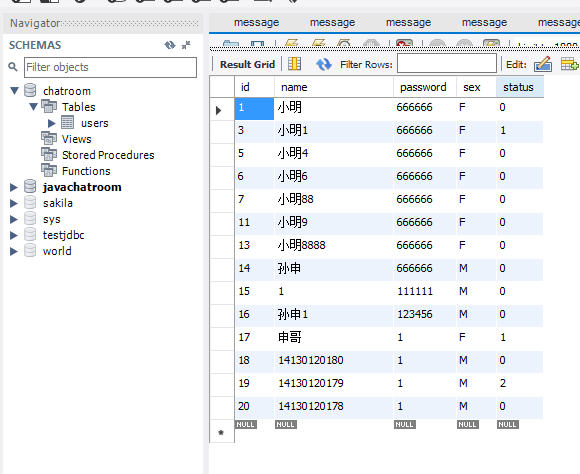 message message message message message
Navigator
SCHEMAS
Filter objects
chatroom
Tables
users
Views
Stored Procedures
Functions
javachatroom
sakila
sys
testjdbc
world
Result Grid Filter Rows: Edit:
id name password sex status
1 小明 666666 F 0
3 小明1 666666 F 1
5 小明4 666666 F 0
6 小明6 666666 F 0
7 小明88 666666 F 0
11 小明9 666666 F 0
13 小明8888 666666 F 0
14 孙申 666666 M 0
15 1 111111 M 0
16 孙申1 123456 M 0
17 申哥 1 F 1
18 14130120180 1 M 0
19 14130120179 1 M 2
20 14130120178 1 M 0
NULL NULL NULL NULL NULL